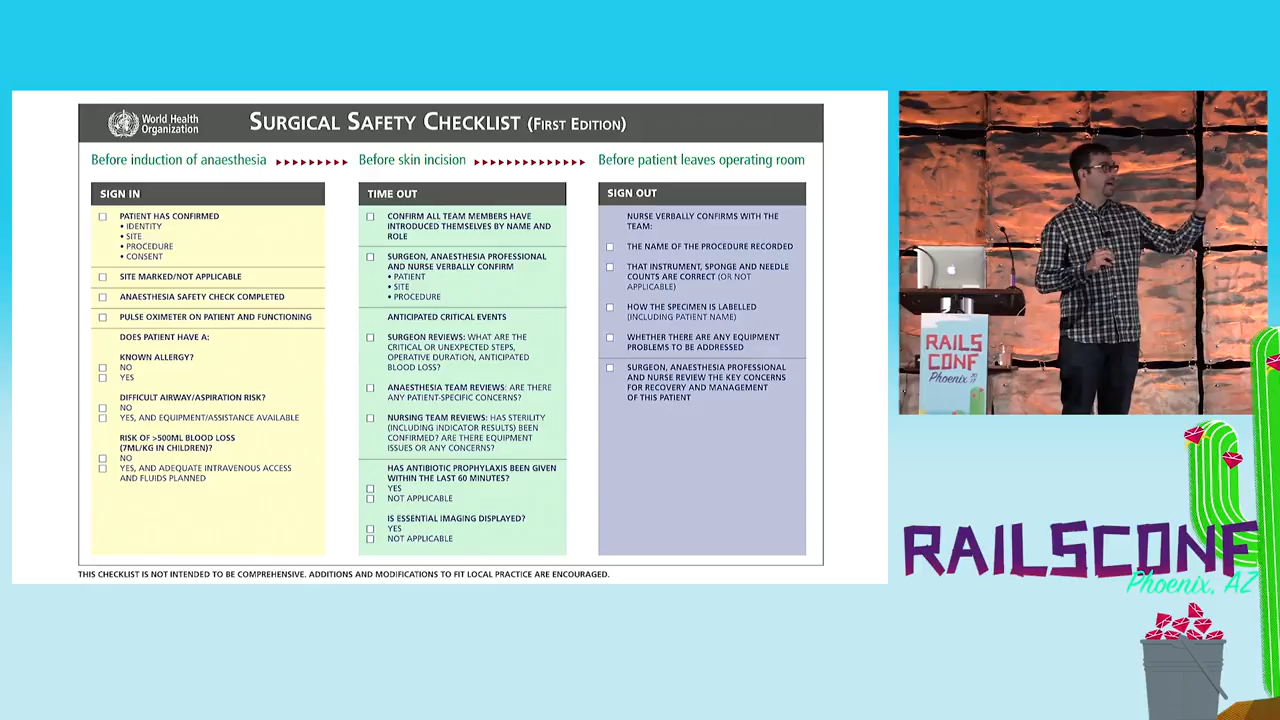 World Health
Organization
SURGICAL SAFETY CHECKLIST (FIRST EDITION)
Before induction of anaesthesia
Before skin incision
Before patient leaves operating room
SIGN IN
PATIENT HAS CONFIRMED
• IDENTITY
• SITE
• PROCEDURE
• CONSENT
SITE MARKED/NOT APPLICABLE
ANAESTHESIA SAFETY CHECK COMPLETED
PULSE OXIMETER ON PATIENT AND FUNCTIONING
DOES PATIENT HAVE A:
KNOWN ALLERGY?
NO
YES
DIFFICULT AIRWAY/ASPIRATION RISK?
NO
YES, AND EQUIPMENT/ASSISTANCE AVAILABLE
RISK OF >500ML BLOOD LOSS
(7ML/KG IN CHILDREN)?
NO
YES, AND ADEQUATE INTRAVENOUS ACCESS
AND FLUIDS PLANNED
TIME OUT
CONFIRM ALL TEAM MEMBERS HAVE
INTRODUCED THEMSELVES BY NAME AND
ROLE
SURGEON, ANAESTHESIA PROFESSIONAL
AND NURSE VERBALLY CONFIRM
• PATIENT
• SITE
• PROCEDURE
ANTICIPATED CRITICAL EVENTS
SURGEON REVIEWS: WHAT ARE THE
CRITICAL OR UNEXPECTED STEPS,
OPERATIVE DURATION, ANTICIPATED
BLOOD LOSS?
ANAESTHESIA TEAM REVIEWS: ARE THERE
ANY PATIENT-SPECIFIC CONCERNS?
NURSING TEAM REVIEWS: HAS STERILITY
(INCLUDING INDICATOR RESULTS) BEEN
CONFIRMED? ARE THERE EQUIPMENT
ISSUES OR ANY CONCERNS?
HAS ANTIBIOTIC PROPHYLAXIS BEEN GIVEN
WITHIN THE LAST 60 MINUTES?
YES
NOT APPLICABLE
IS ESSENTIAL IMAGING DISPLAYED?
YES
NOT APPLICABLE
SIGN OUT
NURSE VERBALLY CONFIRMS WITH THE
TEAM:
THE NAME OF THE PROCEDURE RECORDED
THAT INSTRUMENT, SPONGE AND NEEDLE
COUNTS ARE CORRECT (OR NOT
APPLICABLE)
HOW THE SPECIMEN IS LABELLED
(INCLUDING PATIENT NAME)
WHETHER THERE ARE ANY EQUIPMENT
PROBLEMS TO BE ADDRESSED
SURGEON, ANAESTHESIA PROFESSIONAL
AND NURSE REVIEW THE KEY CONCERNS
FOR RECOVERY AND MANAGEMENT
OF THIS PATIENT
THIS CHECKLIST IS NOT INTENDED TO BE COMPREHENSIVE. ADDITIONS AND MODIFICATIONS TO FIT LOCAL PRACTICE ARE ENCOURAGED.
RAILS
CONF
Phoenix 2017
RAILSCONF
Phoenix, AZ